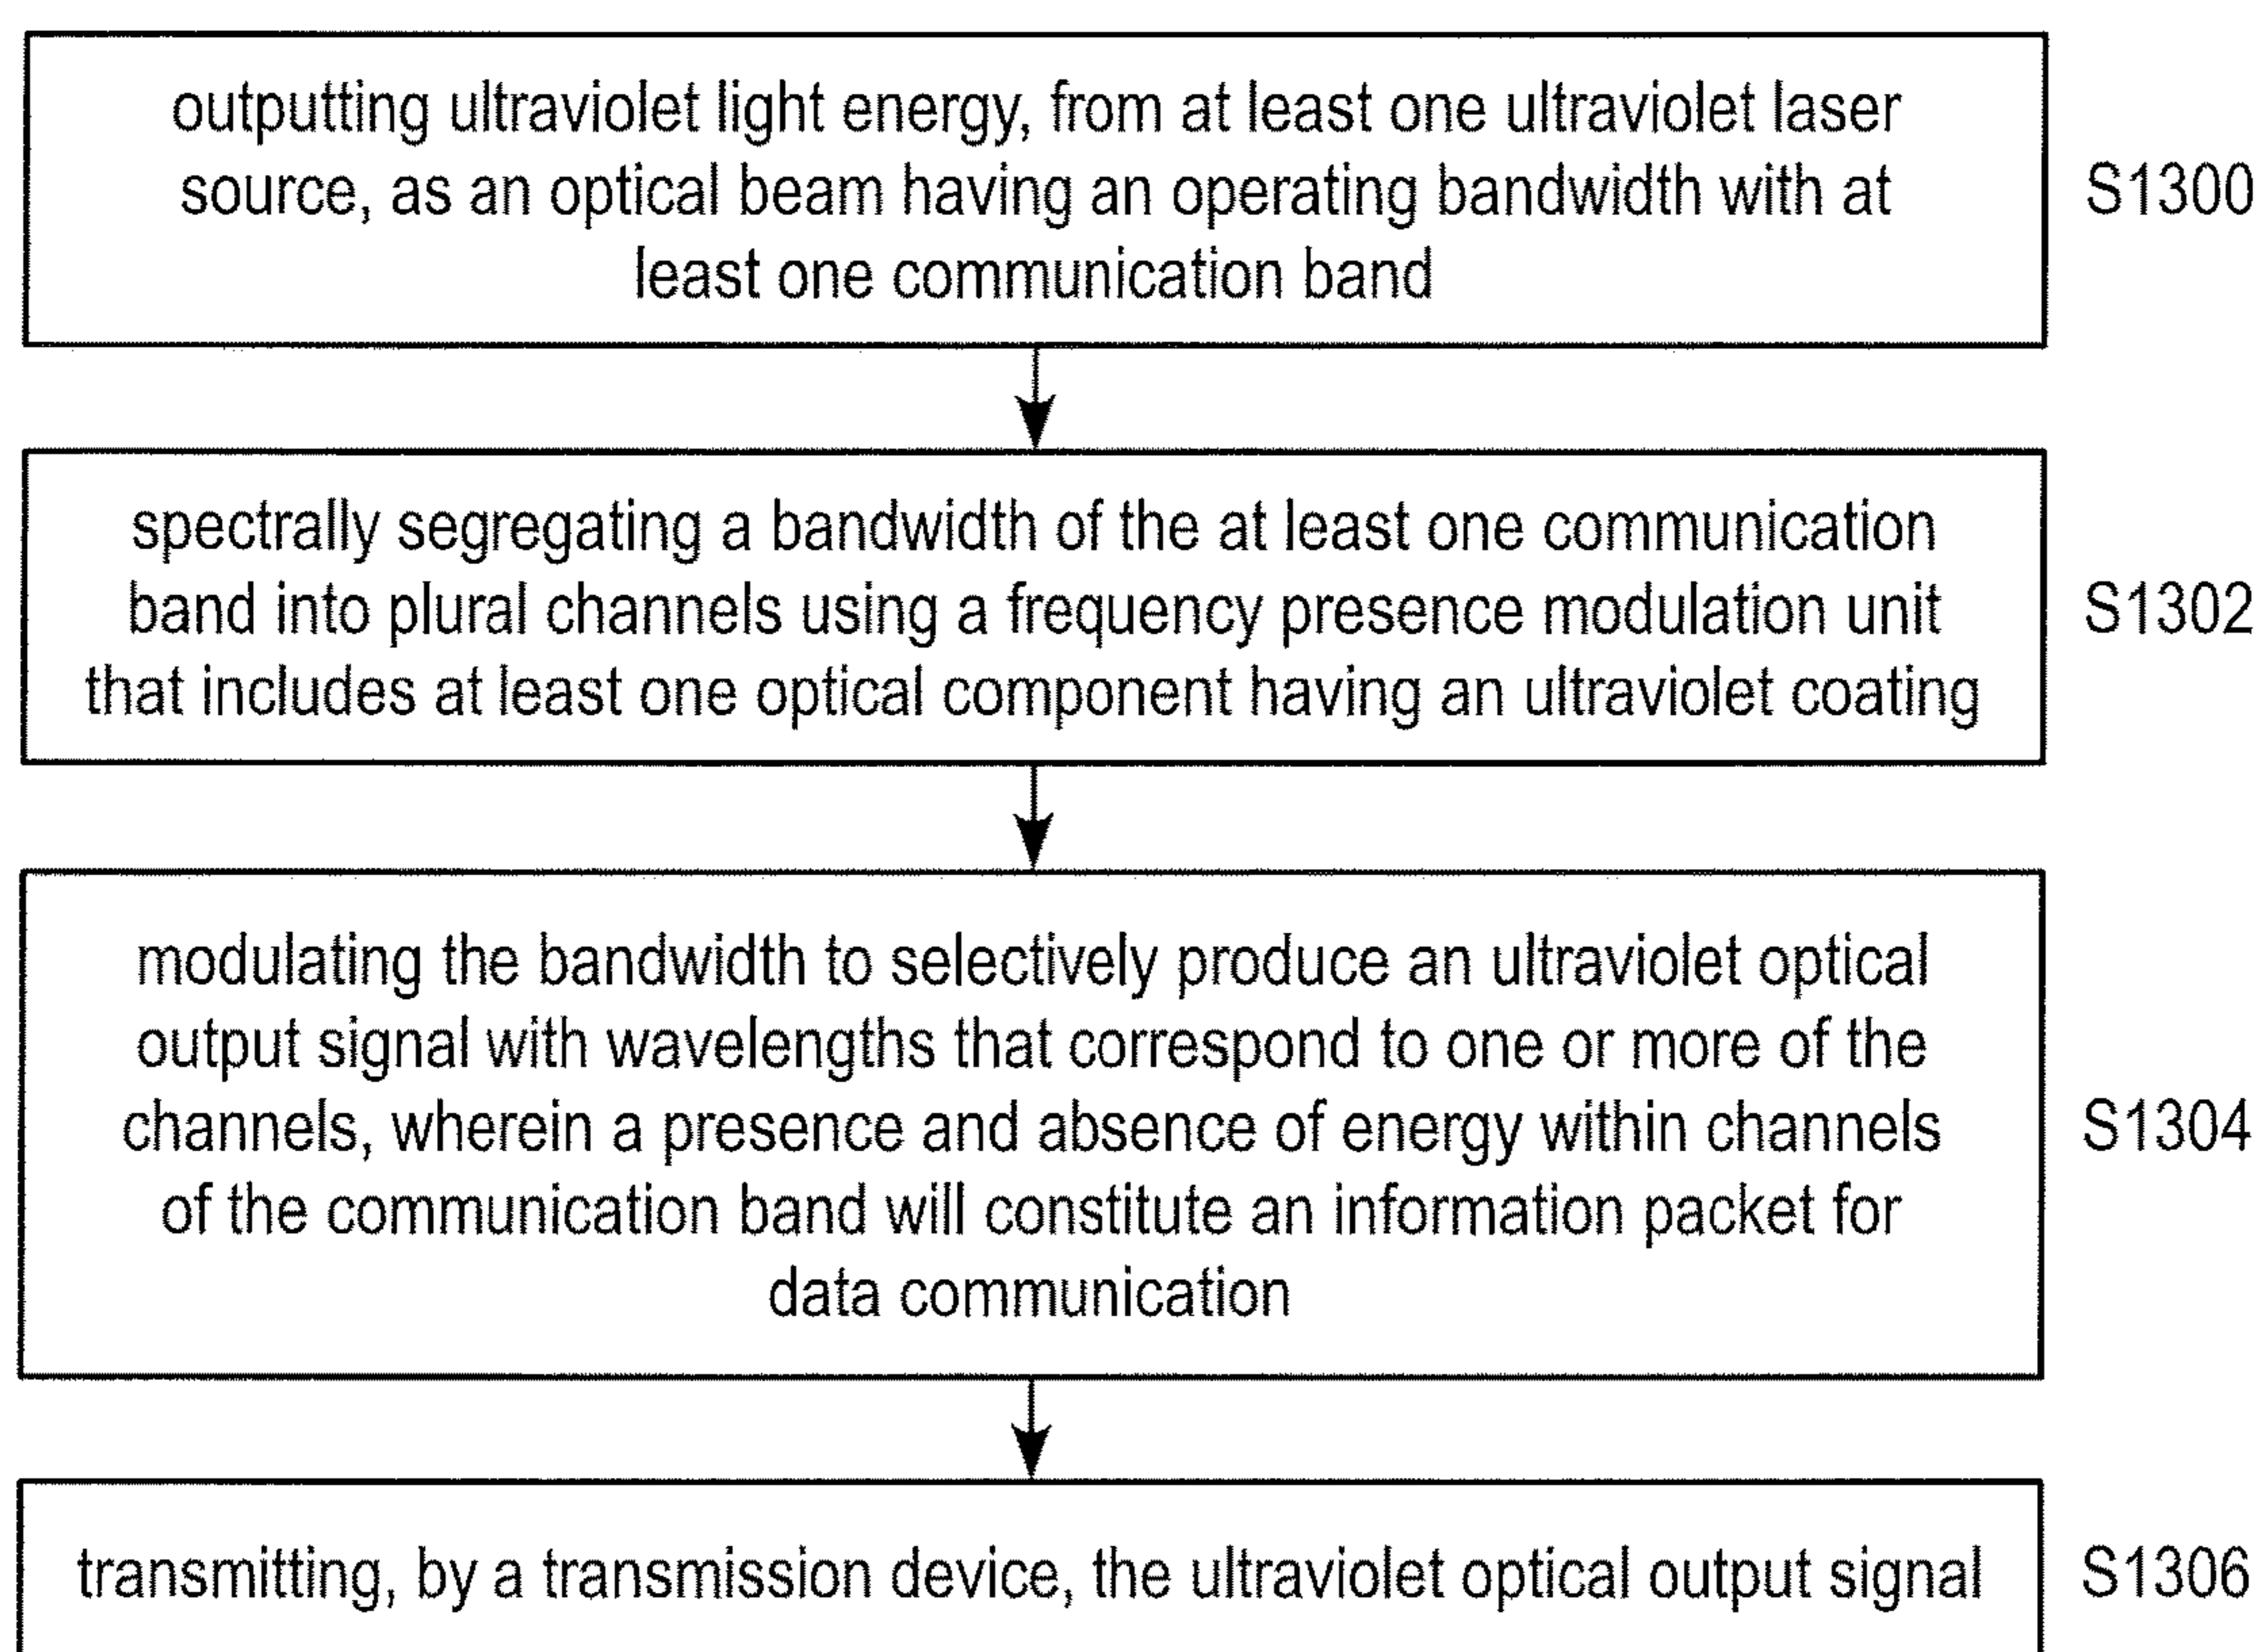 outputting ultraviolet light energy, from at least one ultraviolet laser
source, as an optical beam having an operating bandwidth with at
least one communication band
S1300
spectrally segregating a bandwidth of the at least one communication
band into plural channels using a frequency presence modulation unit
that includes at least one optical component having an ultraviolet coating
S1302
modulating the bandwidth to selectively produce an ultraviolet optical
output signal with wavelengths that correspond to one or more of the
channels, wherein a presence and absence of energy within channels
of the communication band will constitute an information packet for
data communication
S1304
transmitting, by a transmission device, the ultraviolet optical output signal
S1306